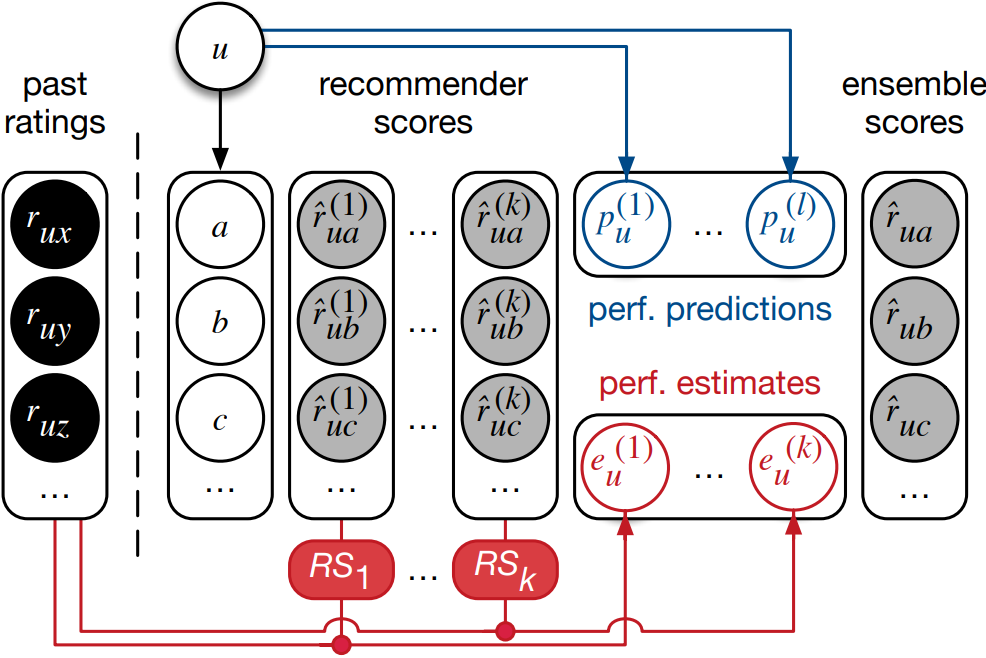 u
past
ratings
recommender
scores
ensemble
scores
r_{ux}
a
\hat{r}_{ua}^{(1)}
...
\hat{r}_{ua}^{(k)}
p_u^{(1)}
...
p_u^{(l)}
\hat{r}_{ua}
r_{uy}
b
\hat{r}_{ub}^{(1)}
...
\hat{r}_{ub}^{(k)}
perf. predictions
\hat{r}_{ub}
perf. estimates
r_{uz}
c
\hat{r}_{uc}^{(1)}
...
\hat{r}_{uc}^{(k)}
\hat{r}_{uc}
e_u^{(1)}
...
e_u^{(k)}
...
...
...
...
...
RS_1
...
RS_k